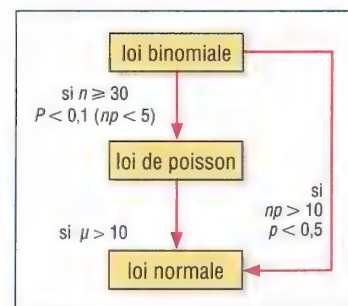 loi binomiale
si n ≥ 30
P < 0,1 (np < 5)
loi de poisson
si
np > 10
p < 0,5
si µ > 10
loi normale